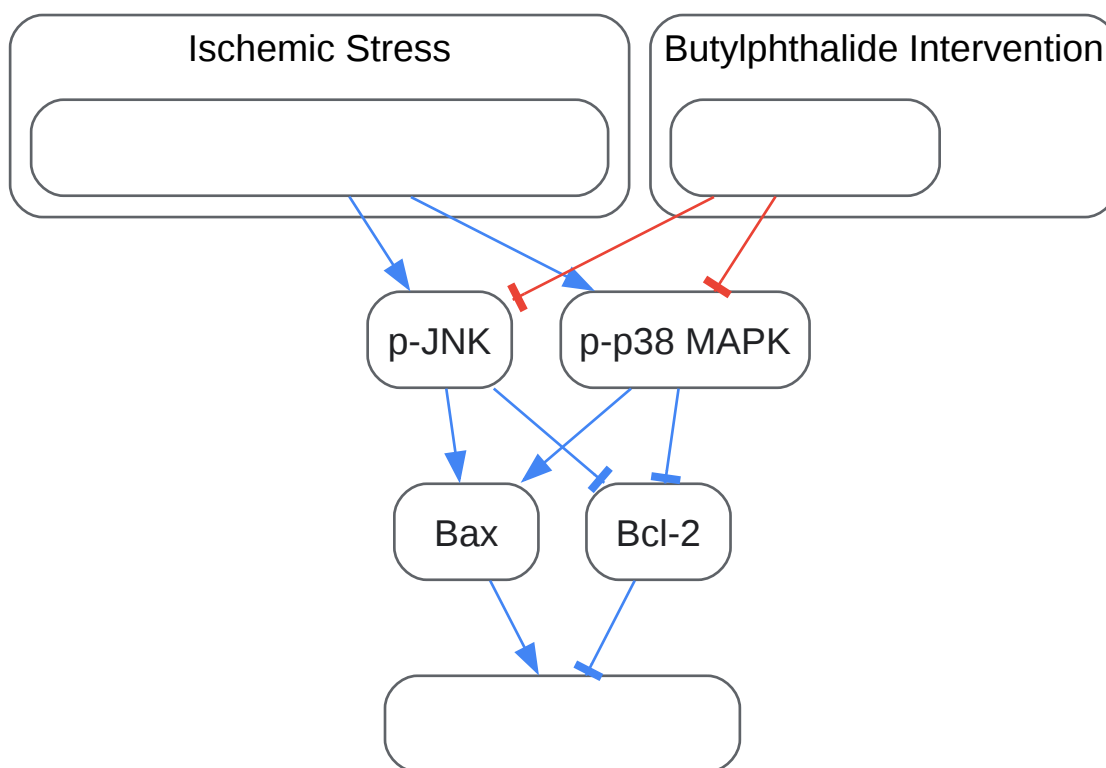 Ischemic Stress
Butylphthalide Intervention
p-JNK
p-p38 MAPK
Bax
Bcl-2